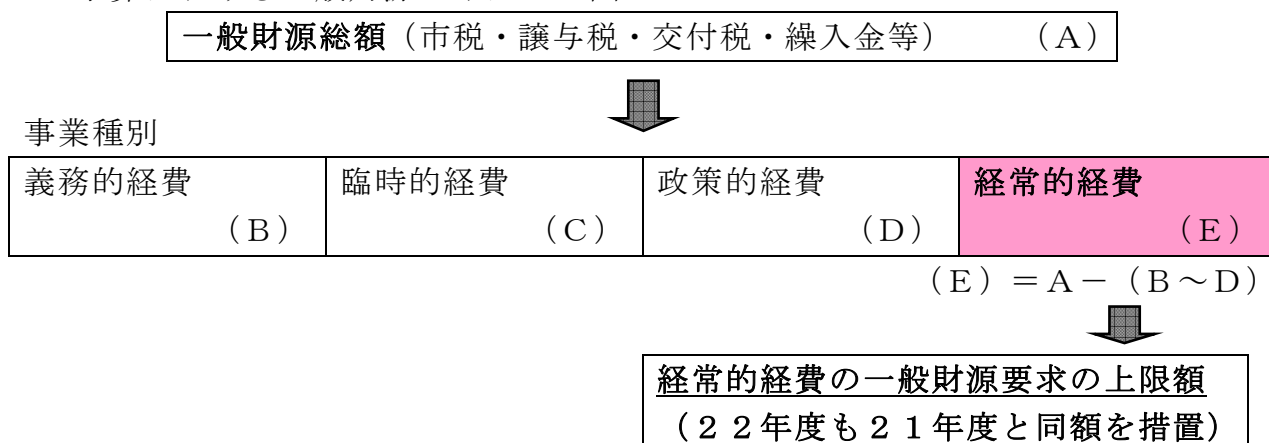 一般財源総額（市税・譲与税・交付税・繰入金等）　　（Ａ）
事業種別
義務的経費
（Ｂ）
臨時的経費
（Ｃ）
政策的経費
（Ｄ）
経常的経費
（Ｅ）
（Ｅ）＝Ａ－（Ｂ～Ｄ）
経常的経費の一般財源要求の上限額
（２２年度も２１年度と同額を措置）